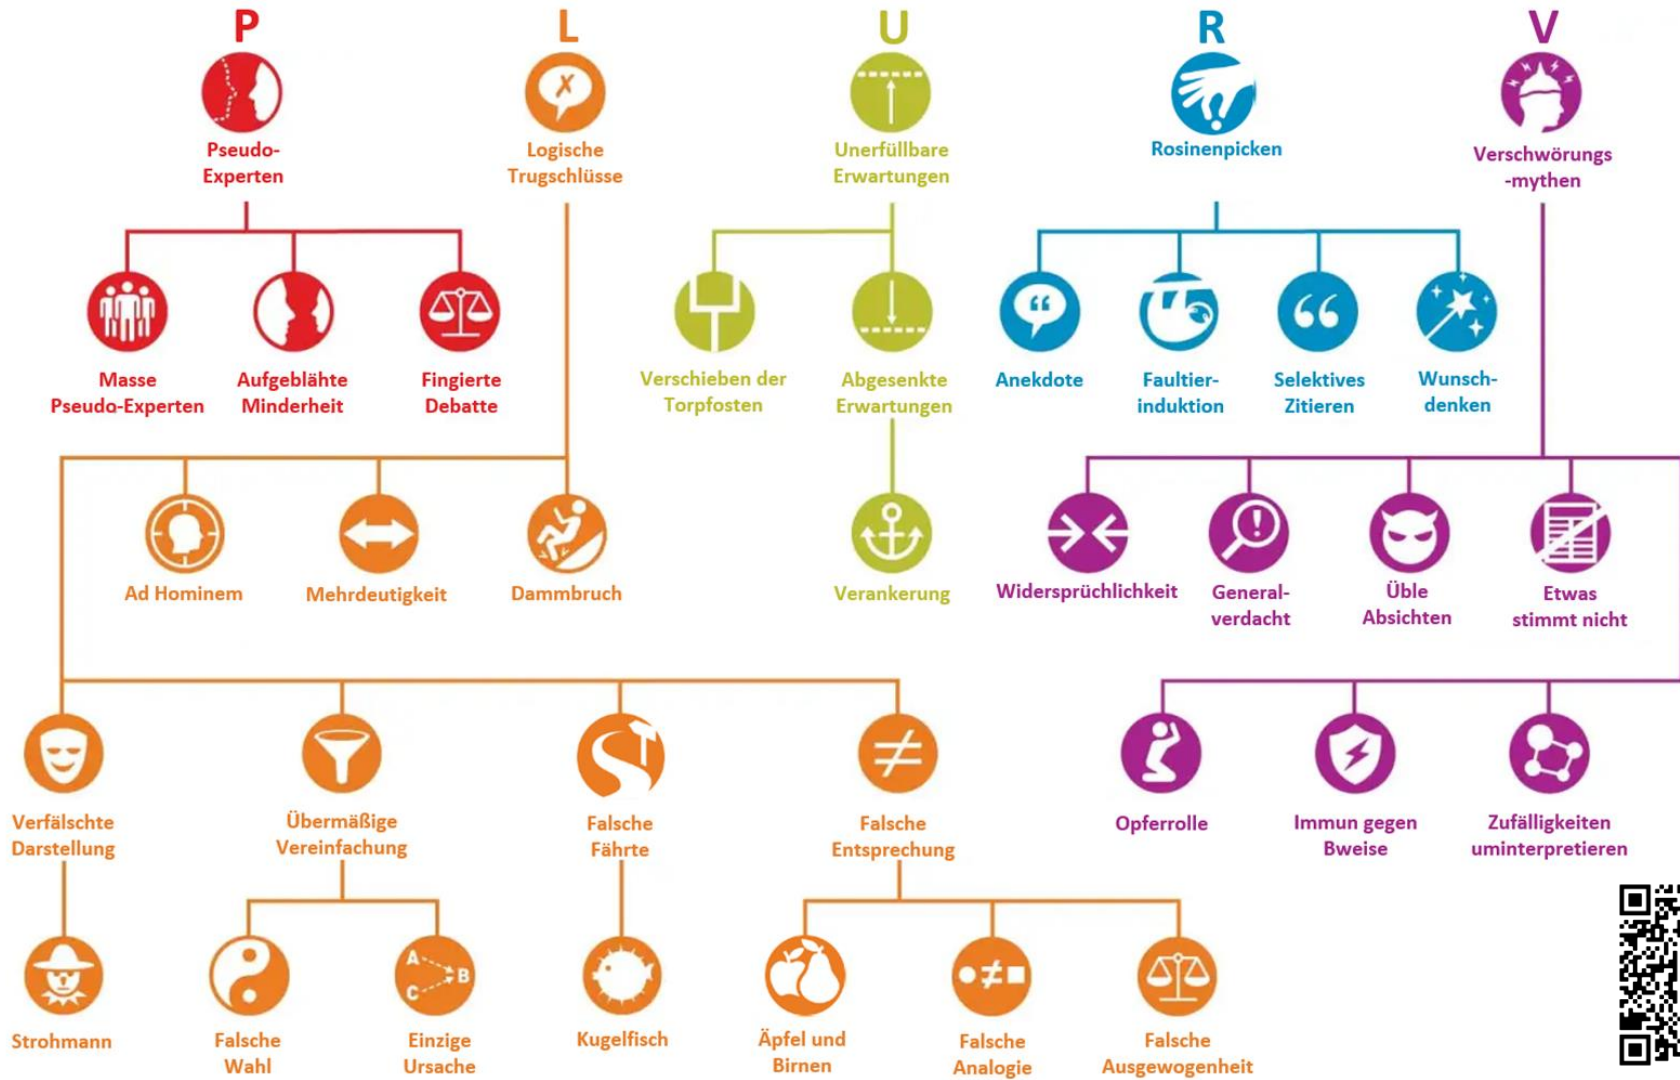 P
L
U
R
V
Pseudo-
Experten
Logische
Trugschlüsse
Unerfüllbare
Erwartungen
Rosinenpicken
Verschwörungs
-mythen
Masse
Pseudo-Experten
Aufgeblähte
Minderheit
Fingierte
Debatte
Verschieben der
Torpfosten
Abgesenkte
Erwartungen
Anekdote
Faultier-
induktion
Selektives
Zitieren
Wunsch-
denken
Ad Hominem
Mehrdeutigkeit
Dammbruch
Verankerung
Widersprüchlichkeit
General-
verdacht
Üble
Absichten
Etwas
stimmt nicht
Verfälschte
Darstellung
Übermäßige
Vereinfachung
Falsche
Fährte
Falsche
Entsprechung
Opferrolle
Immun gegen
Bweise
Zufälligkeiten
uminterpretieren
A
B
C
Strohmann
Falsche
Wahl
Einzige
Ursache
Kugelfisch
Äpfel und
Birnen
Falsche
Analogie
Falsche
Ausgewogenheit